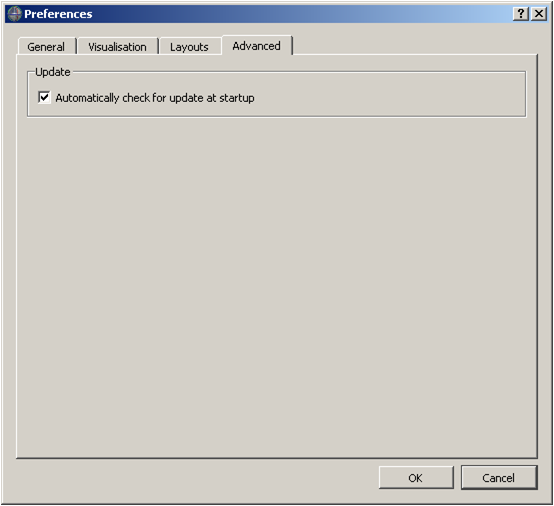 Preferences
General
Visualisation
Layouts
Advanced
Update
Automatically check for update at startup
OK
Cancel